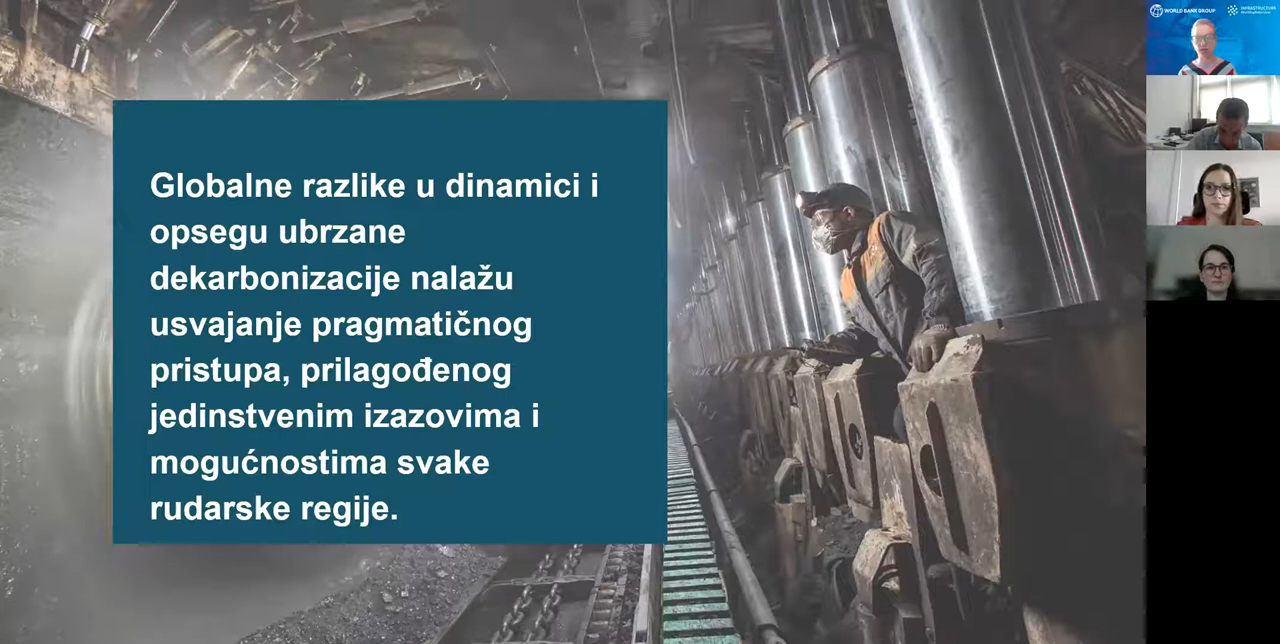 Globalne razlike u dinamici i
opsegu ubrzane
dekarbonizacije nalažu
usvajanje pragmatičnog
pristupa, prilagođenog
jedinstvenim izazovima i
mogućnostima svake
rudarske regije.
WORLD BANK GROUP
INFRASTRUCTURE